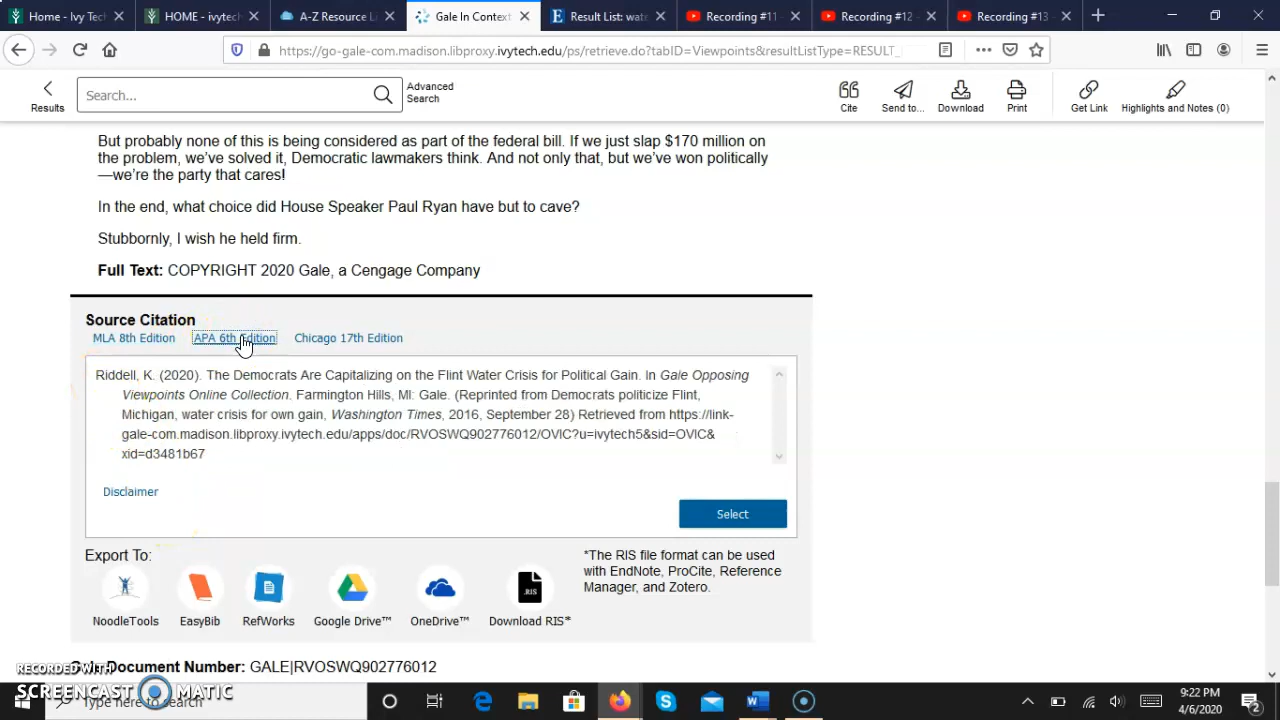 Home - Ivy Tech
HOME - ivytech
A-Z Resource Li
Gale In Context
Result List: wate
Recording #11 -
Recording #12 -
Recording #13 -
https://go-gale-com.madison.libproxy.ivytech.edu/ps/retrieve.do?tabID=Viewpoints&resultListType=RESULT_
Results
Search...
Advanced
Search
Cite
Send to...
Download
Print
Get Link
Highlights and Notes (0)
But probably none of this is being considered as part of the federal bill. If we just slap $170 million on
the problem, we've solved it, Democratic lawmakers think. And not only that, but we've won politically
—we're the party that cares!
In the end, what choice did House Speaker Paul Ryan have but to cave?
Stubbornly, I wish he held firm.
Full Text: COPYRIGHT 2020 Gale, a Cengage Company
Source Citation
MLA 8th Edition
APA 6th Edition
Chicago 17th Edition
Riddell, K. (2020). The Democrats Are Capitalizing on the Flint Water Crisis for Political Gain. In Gale Opposing
Viewpoints Online Collection. Farmington Hills, MI: Gale. (Reprinted from Democrats politicize Flint,
Michigan, water crisis for own gain, Washington Times, 2016, September 28) Retrieved from https://link-
gale-com.madison.libproxy.ivytech.edu/apps/doc/RVOSWQ902776012/OVIC?u=ivytech5&sid=OVIC&
xid=d3481b67
Disclaimer
Select
Export To:
*The RIS file format can be used
with EndNote, ProCite, Reference
Manager, and Zotero.
.RIS
NoodleTools
EasyBib
RefWorks
Google Drive™
OneDrive™
Download RIS*
Gale Document Number: GALE|RVOSWQ902776012
RECORDED WITH
SCREENCAST MATIC
Type here to search
9:22 PM
4/6/2020
2